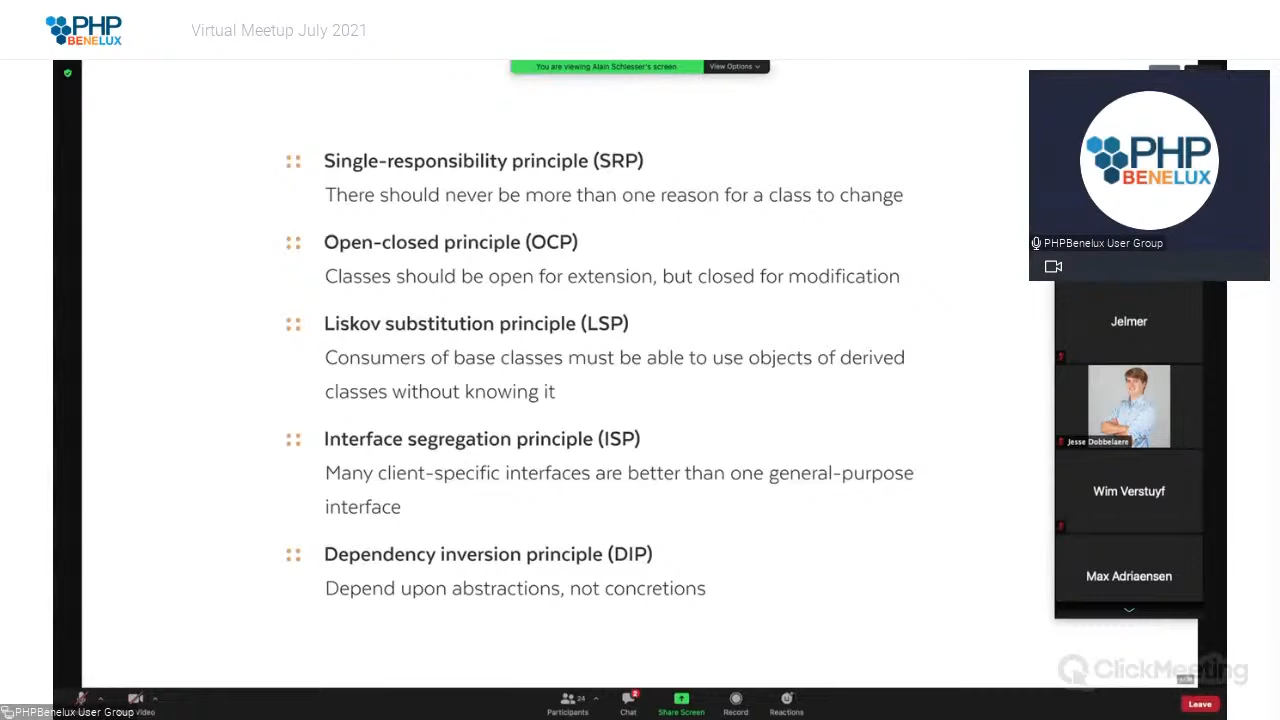 PHP
BENELUX
Virtual Meetup July 2021
You are viewing Alain Schlesser's screen
View Options
Single-responsibility principle (SRP)
There should never be more than one reason for a class to change
Open-closed principle (OCP)
Classes should be open for extension, but closed for modification
Liskov substitution principle (LSP)
Consumers of base classes must be able to use objects of derived
classes without knowing it
Interface segregation principle (ISP)
Many client-specific interfaces are better than one general-purpose
interface
Dependency inversion principle (DIP)
Depend upon abstractions, not concretions
PHP
BENELUX
PHPBenelux User Group
Jelmer
Jesse Dobbelaere
Wim Verstuyf
Max Adriaensen
ClickMeeting
24
2
Participants
Chat
Share Screen
Record
Reactions
Leave
PHPBenelux User Group
Video